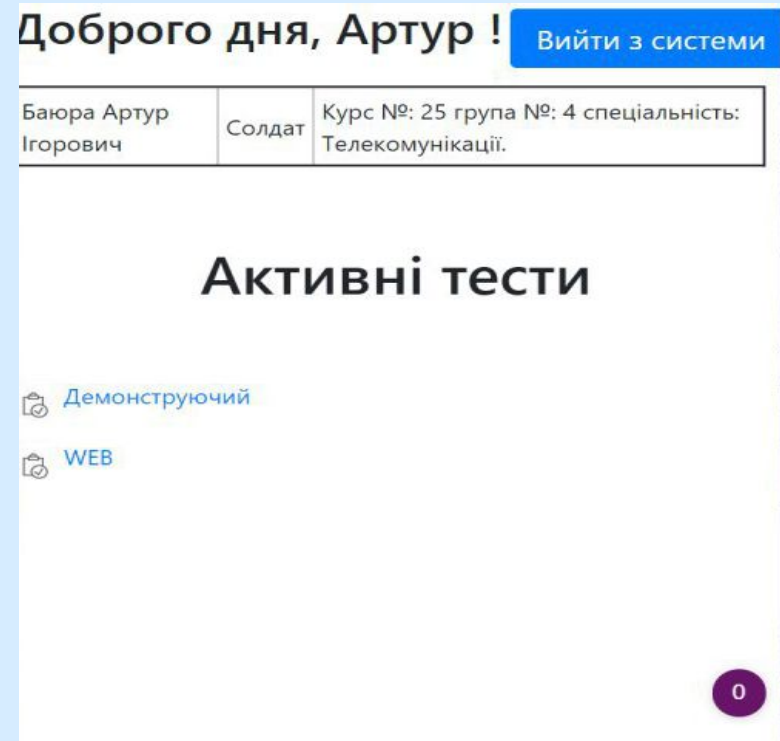 Доброго дня, Артур !
Вийти з системи
Баюра Артур
Ігорович
Солдат
Курс №: 25 група №: 4 спеціальність:
Телекомунікації.
Активні тести
Демонструючий
WEB
0